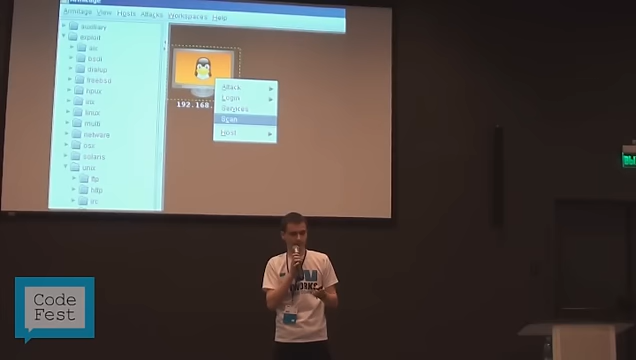 Armitage
Armitage View Hosts Attacks Workspaces Help
auxiliary
exploit
aix
bsdi
dialup
freebsd
hpux
irix
linux
multi
netware
osx
solaris
unix
ftp
http
irc
Attack
Login
Services
Scan
Host
192.168.
Code
Fest